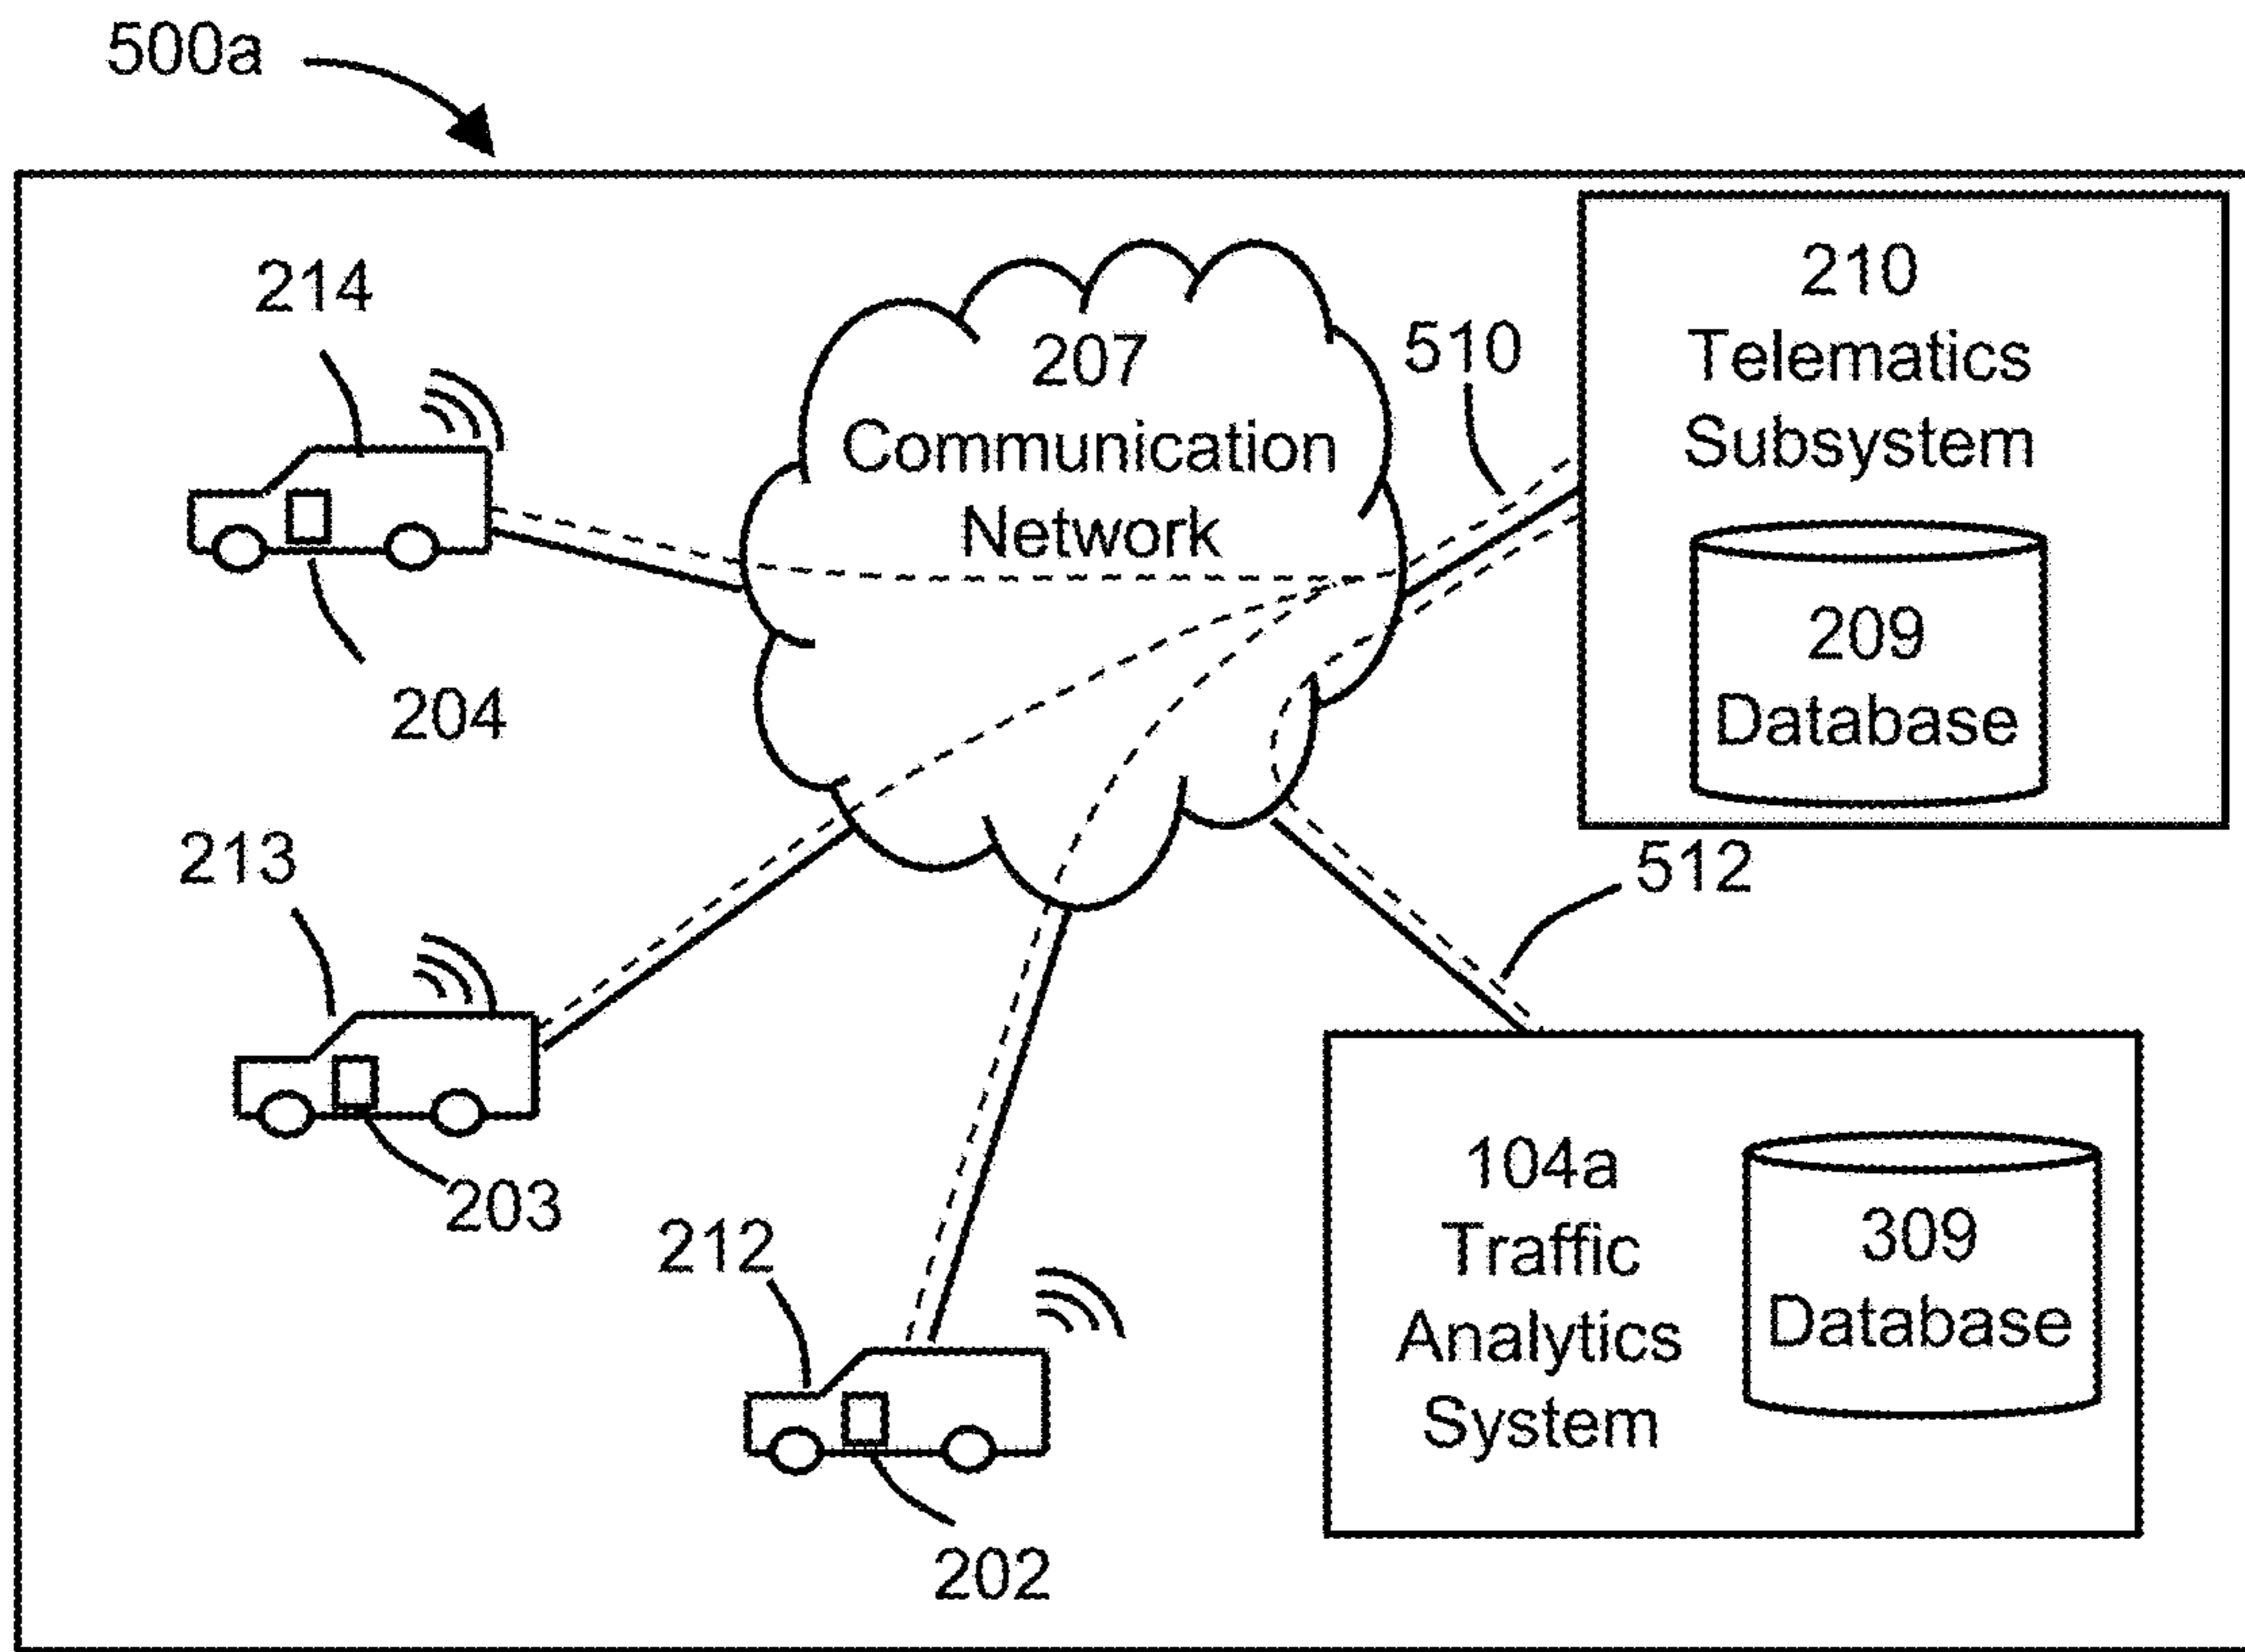 500a
214
207
Communication
Network
510
210
Telematics
Subsystem
209
Database
204
213
512
203
212
104a
Traffic
Analytics
System
309
Database
202